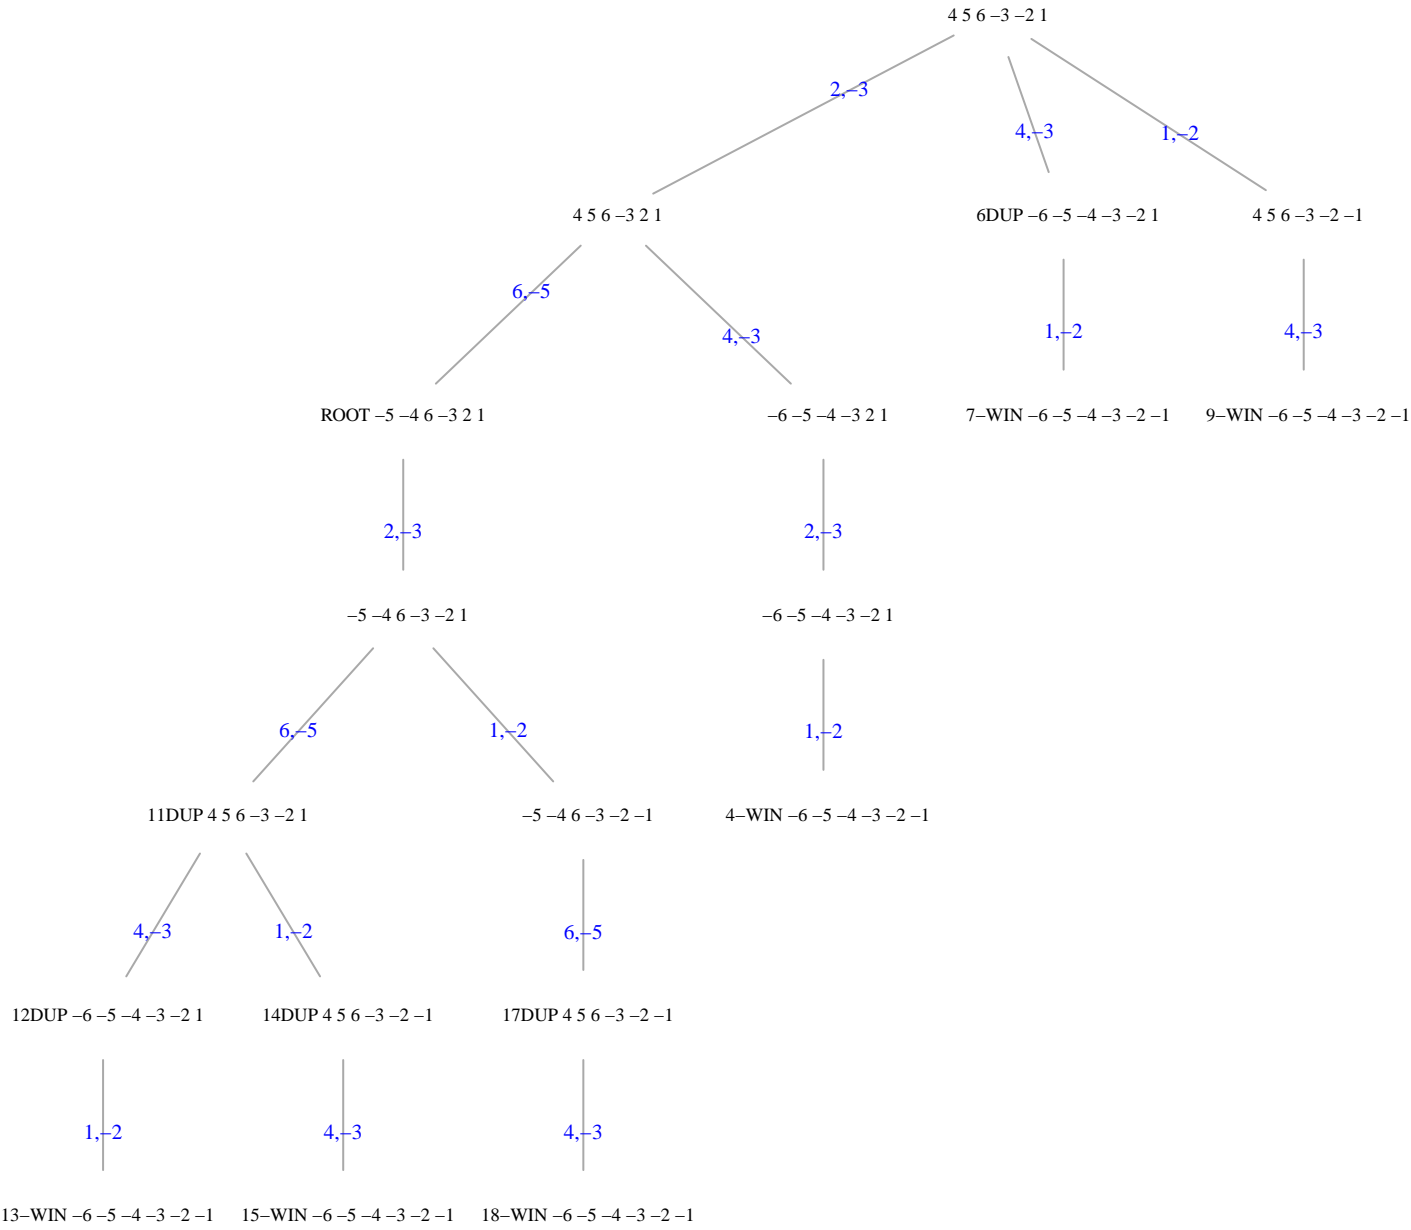 4 5 6 –3 –2 1
2,–3
4,–3
1,–2
4 5 6 –3 2 1
6DUP –6 –5 –4 –3 –2 1
4 5 6 –3 –2 –1
6,–5
4,–3
1,–2
4,–3
ROOT –5 –4 6 –3 2 1
–6 –5 –4 –3 2 1
7–WIN –6 –5 –4 –3 –2 –1
9–WIN –6 –5 –4 –3 –2 –1
2,–3
2,–3
–5 –4 6 –3 –2 1
–6 –5 –4 –3 –2 1
6,–5
1,–2
1,–2
11DUP 4 5 6 –3 –2 1
–5 –4 6 –3 –2 –1
4–WIN –6 –5 –4 –3 –2 –1
4,–3
1,–2
6,–5
12DUP –6 –5 –4 –3 –2 1
14DUP 4 5 6 –3 –2 –1
17DUP 4 5 6 –3 –2 –1
1,–2
4,–3
4,–3
13–WIN –6 –5 –4 –3 –2 –1
15–WIN –6 –5 –4 –3 –2 –1
18–WIN –6 –5 –4 –3 –2 –1